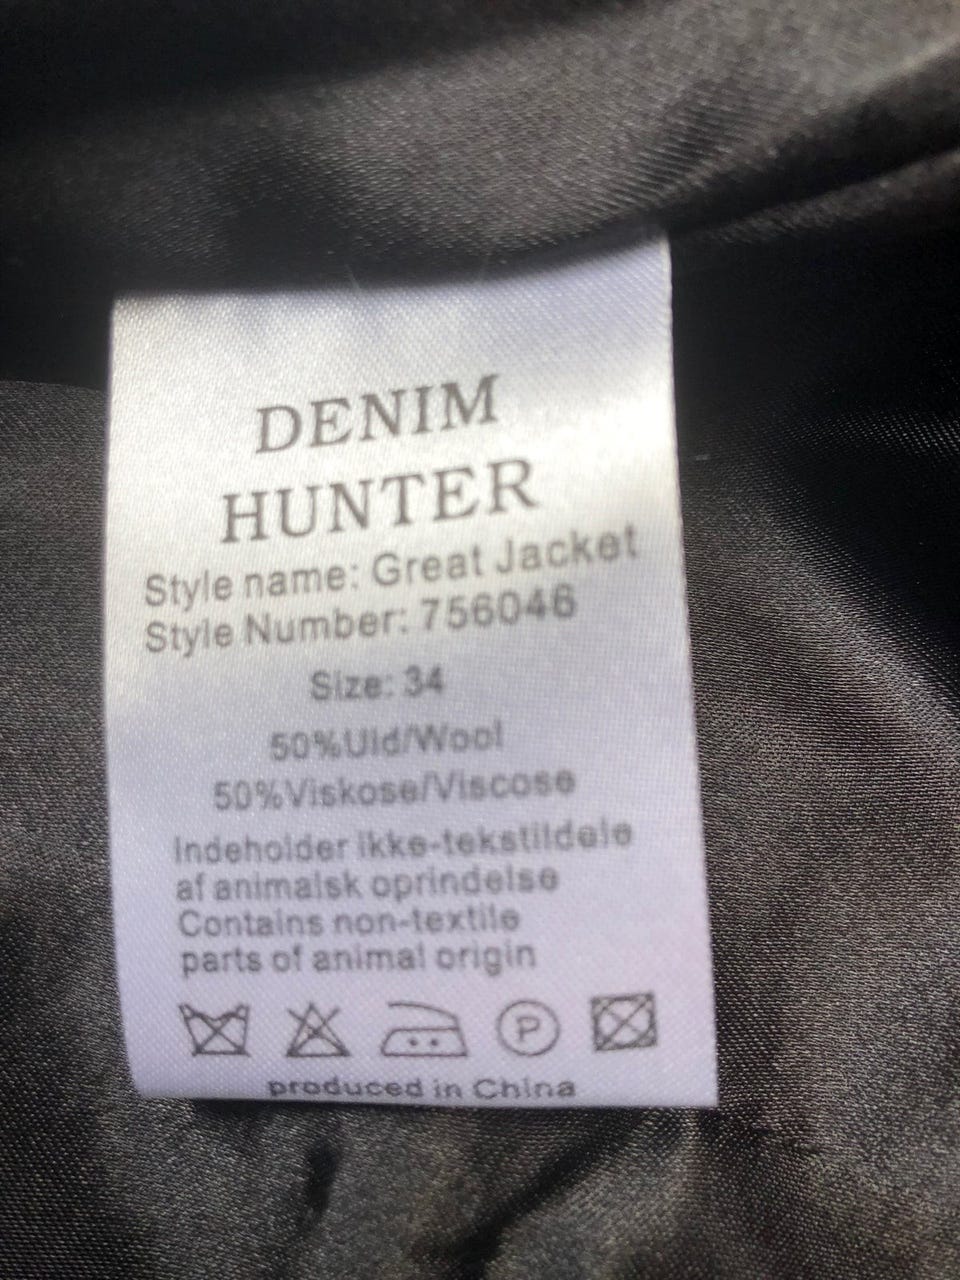 DENIM
HUNTER
Style name: Great Jacket
Style Number: 756046
Size: 34
50%Uld/Wool
50%Viskose/Viscose
Indeholder ikke-tekstildele
af animalsk oprindelse
Contains non-textile
parts of animal origin
P
produced in China